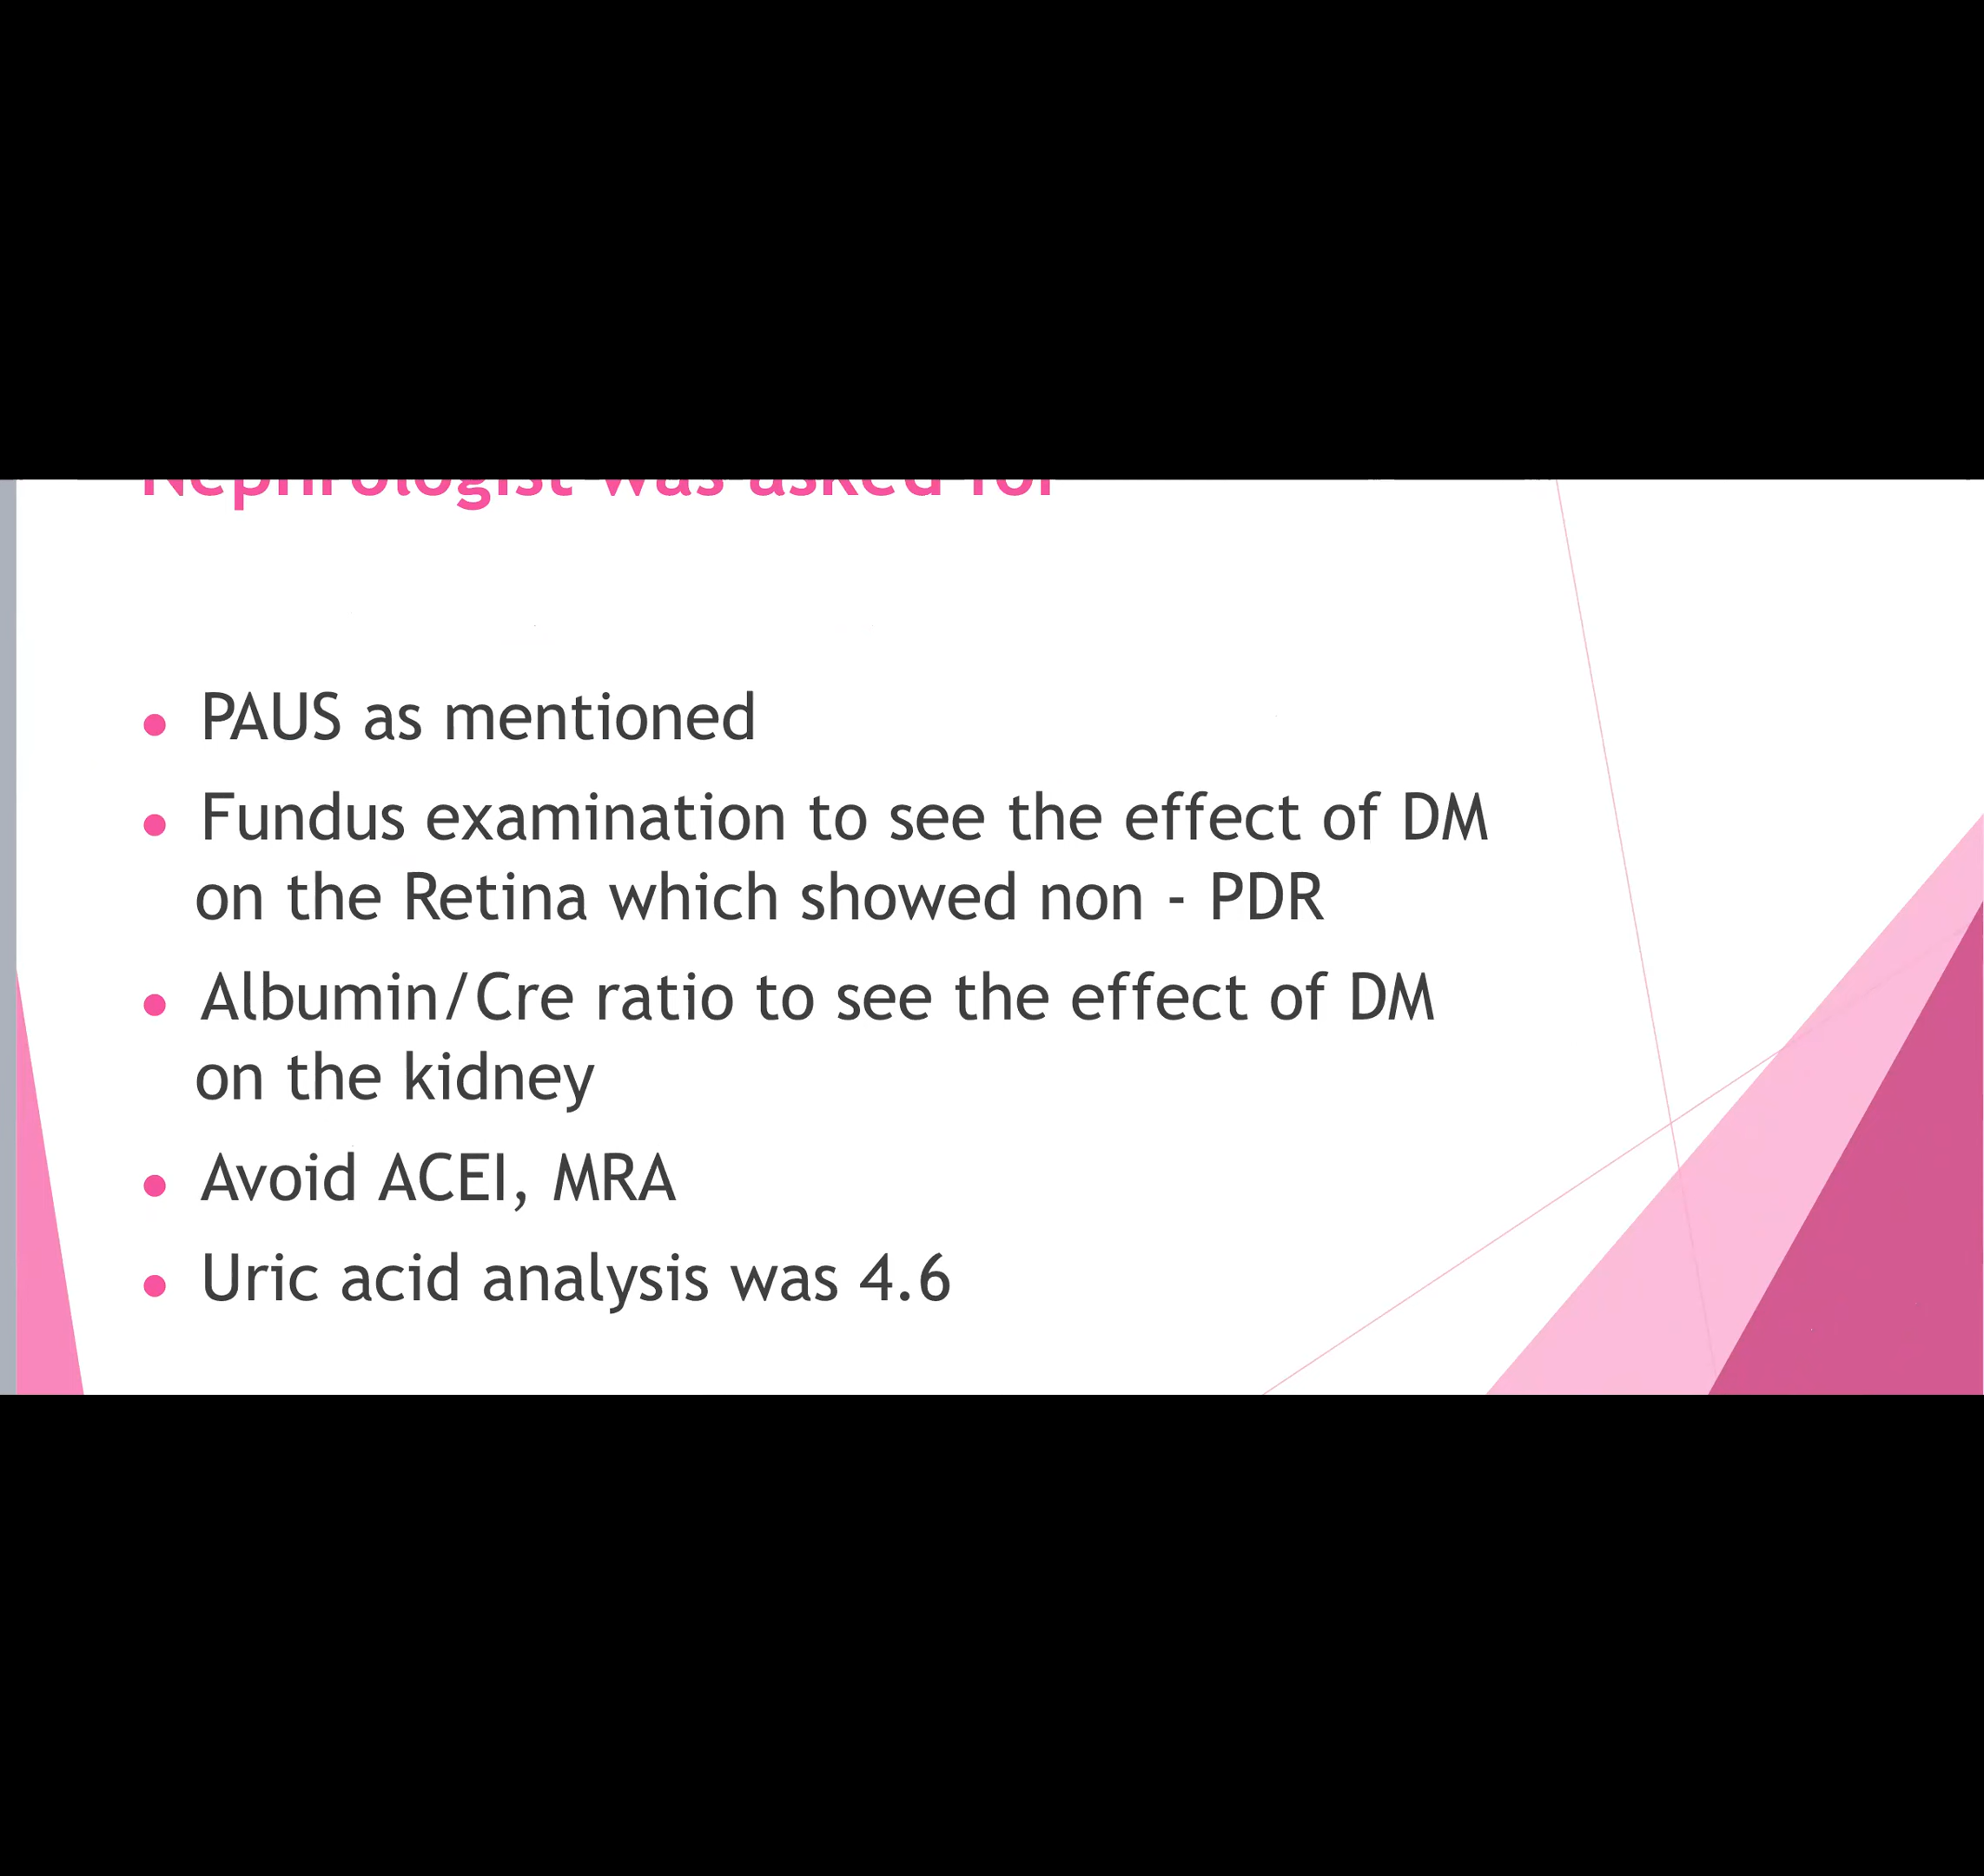 Nephrologist was asked for
• PAUS as mentioned
• Fundus examination to see the effect of DM
on the Retina which showed non - PDR
• Albumin/Cre ratio to see the effect of DM
on the kidney
• Avoid ACEI, MRA
• Uric acid analysis was 4.6